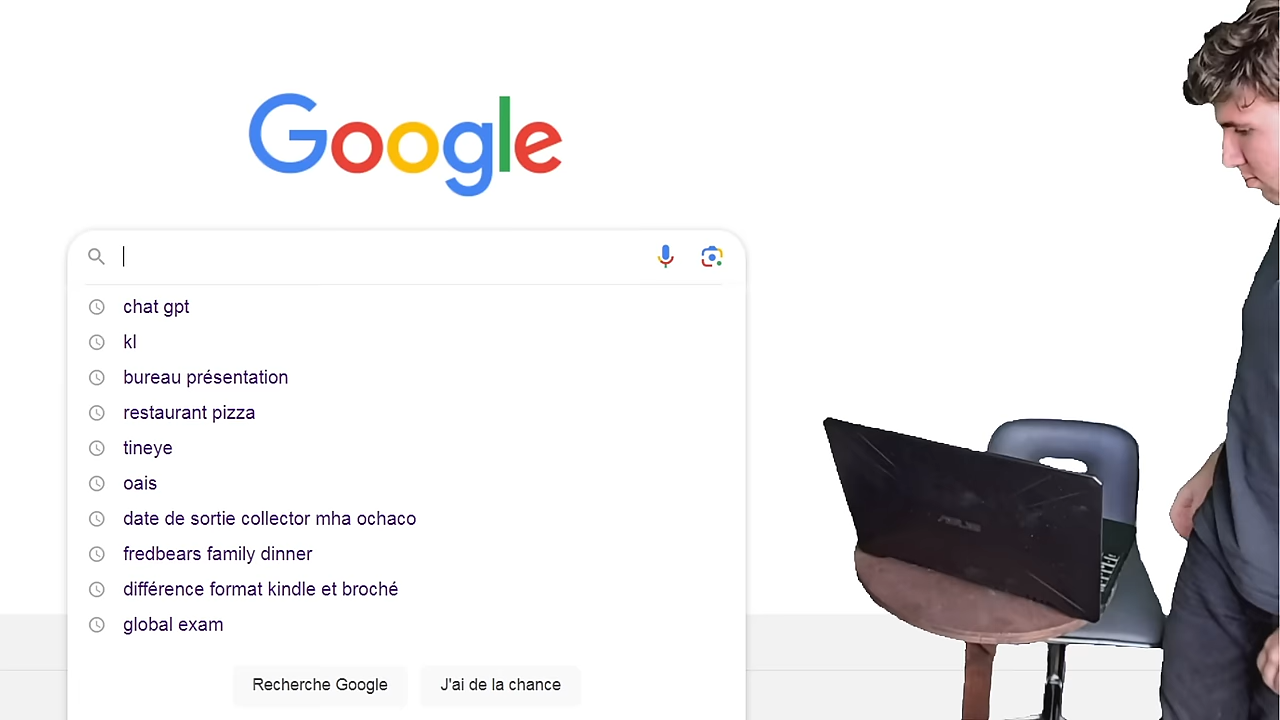 Google
chat gpt
kl
bureau présentation
restaurant pizza
tineye
oais
date de sortie collector mha ochaco
fredbears family dinner
différence format kindle et broché
global exam
Recherche Google
J'ai de la chance
ASUS